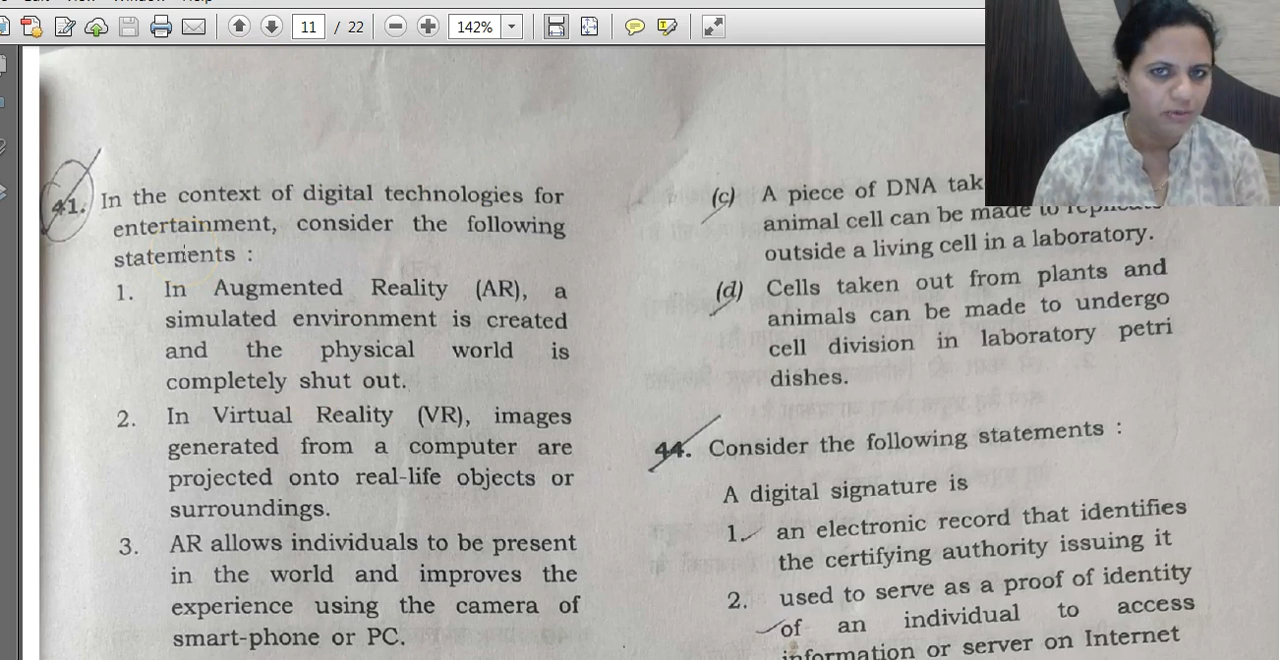 11 / 22
142%
41. In the context of digital technologies for
entertainment, consider the following
statements :
1. In Augmented Reality (AR), a
simulated environment is created
and the physical world is
completely shut out.
2. In Virtual Reality (VR), images
generated from a computer are
projected onto real-life objects or
surroundings.
3. AR allows individuals to be present
in the world and improves the
experience using the camera of
smart-phone or PC.
(c) A piece of DNA tak
animal cell can be made to
outside a living cell in a laboratory.
(d) Cells taken out from plants and
animals can be made to undergo
cell division in laboratory petri
dishes.
44. Consider the following statements :
A digital signature is
1. an electronic record that identifies
the certifying authority issuing it
2. used to serve as a proof of identity
of an individual to access
information or server on Internet